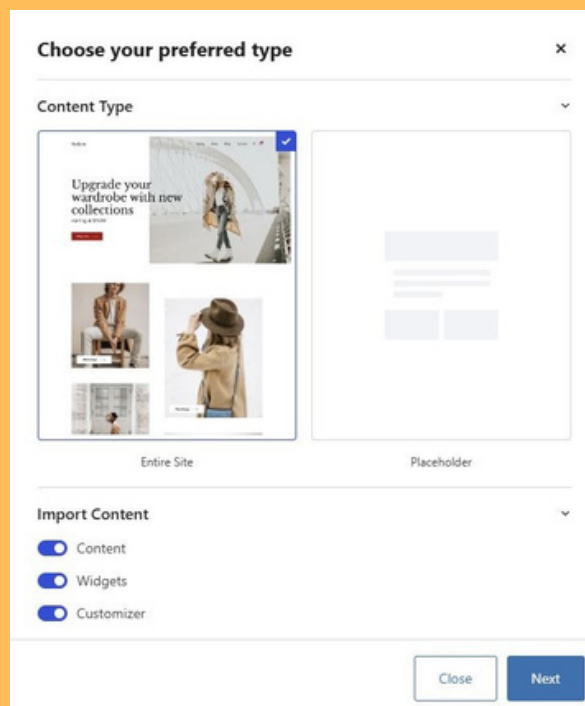 Choose your preferred type
Content Type
Upgrade your
wardrobe with new
collections
Entire Site
Placeholder
Import Content
Content
Widgets
Customizer
Close
Next